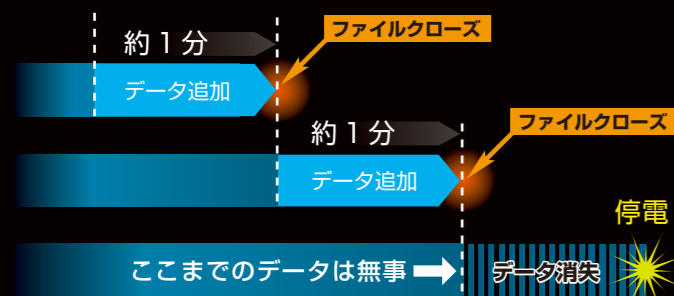 約1分
ファイルクローズ
データ追加
約1分
ファイルクローズ
データ追加
停電
ここまでのデータは無事
データ消失